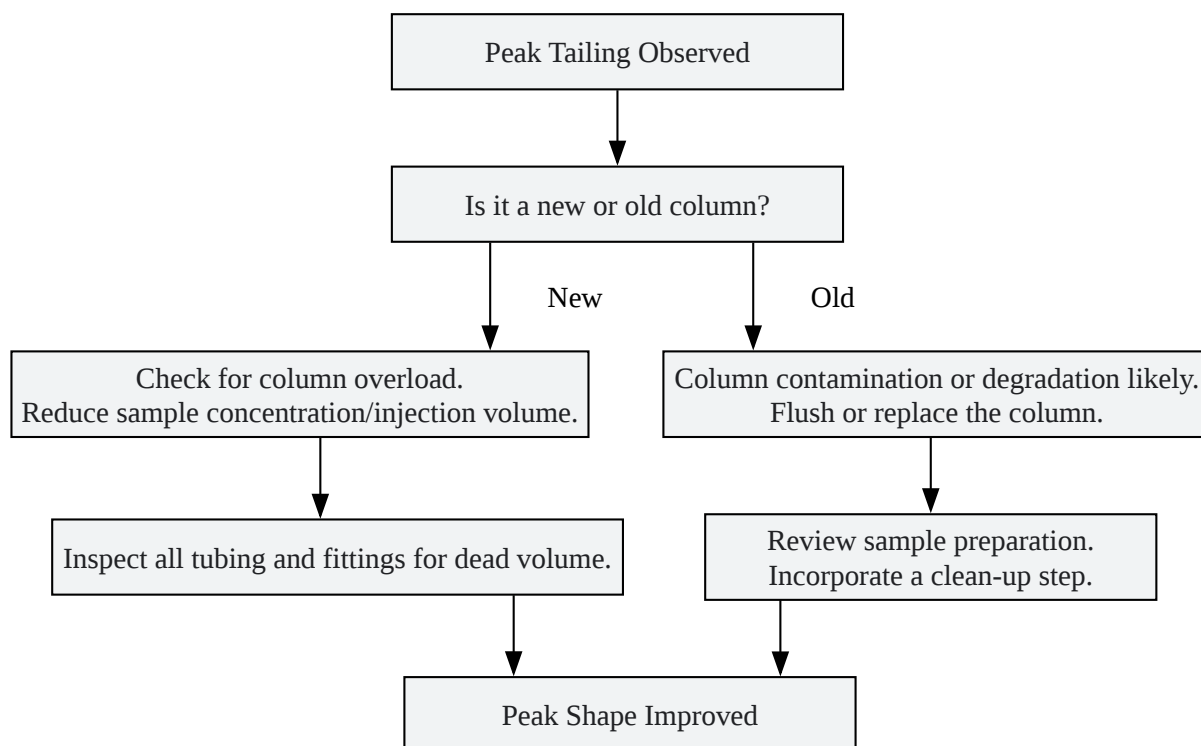 Peak Tailing Observed
Is it a new or old column?
New
Old
Check for column overload.
Reduce sample concentration/injection volume.
Column contamination or degradation likely.
Flush or replace the column.
Inspect all tubing and fittings for dead volume.
Review sample preparation.
Incorporate a clean-up step.
Peak Shape Improved